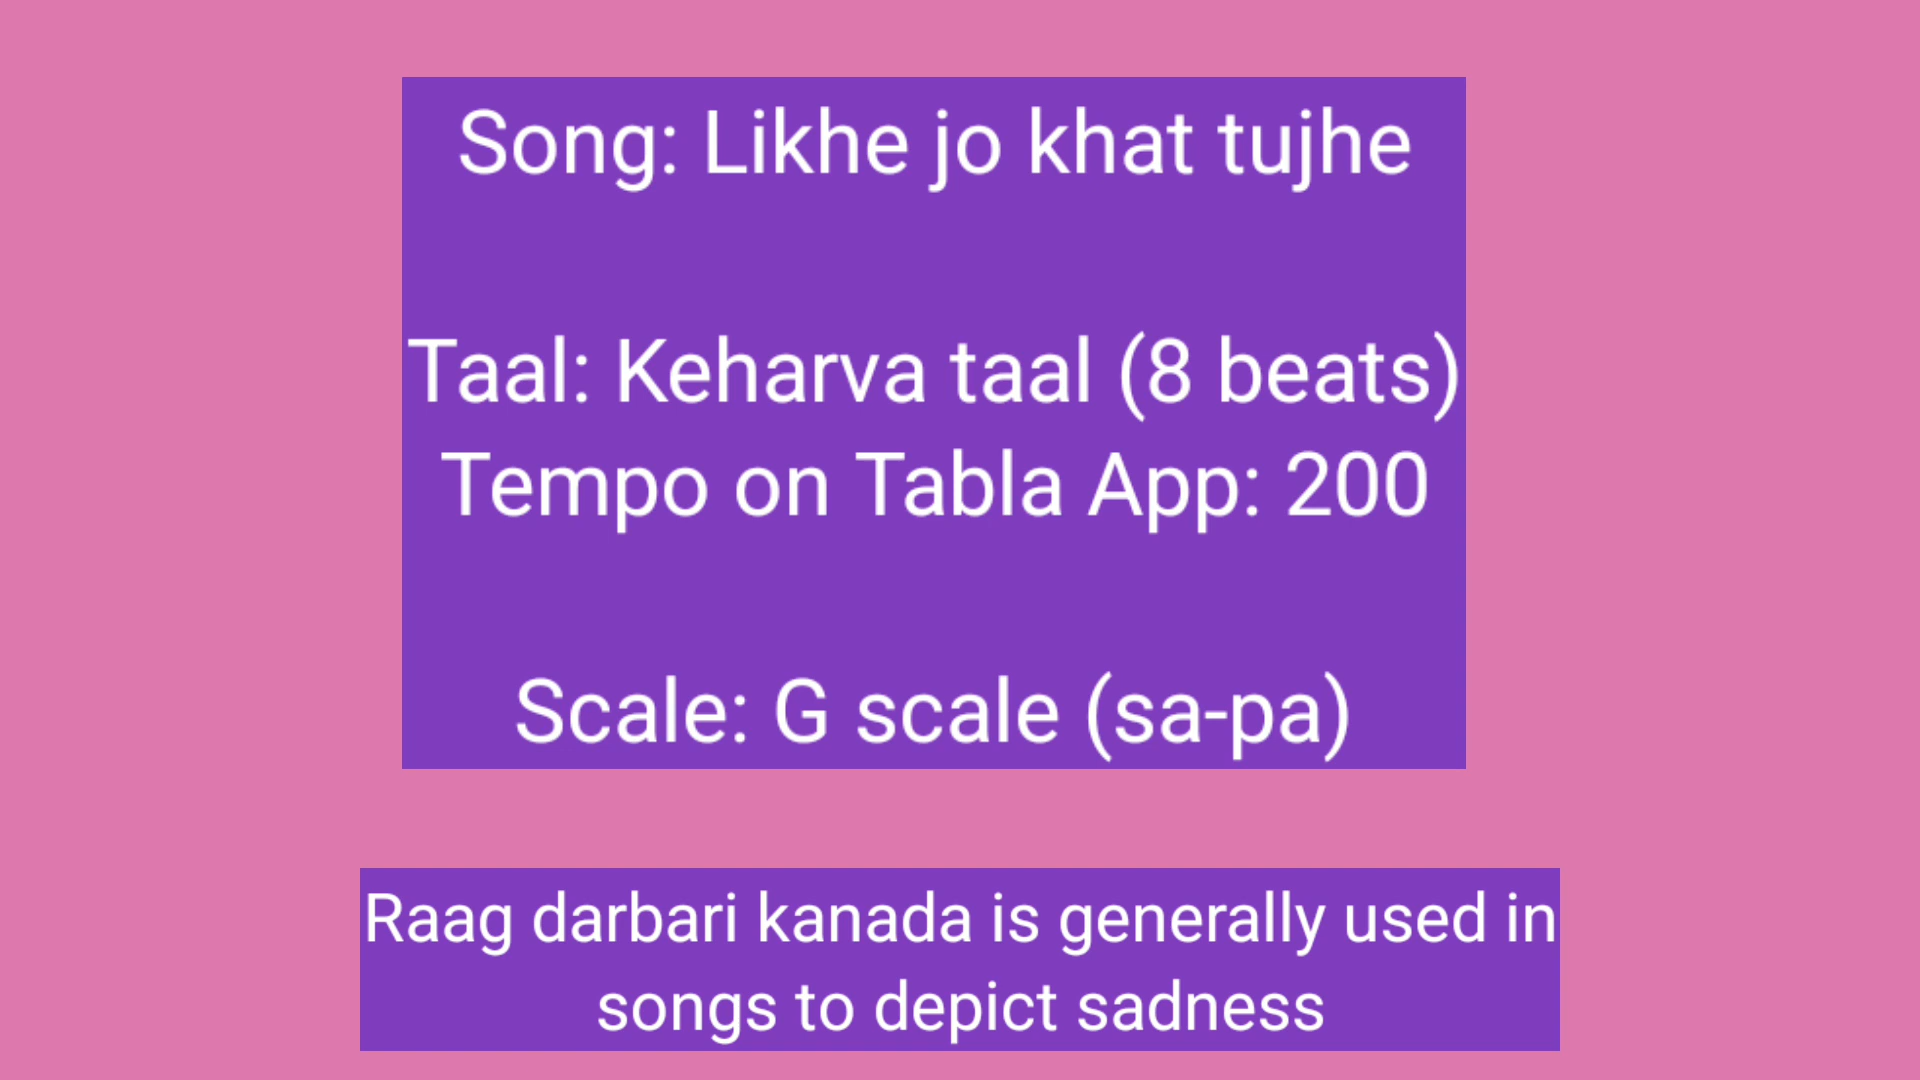 Song: Likhe jo khat tujhe
Taal: Keharva taal (8 beats)
Tempo on Tabla App: 200
Scale: G scale (sa-pa)
Raag darbari kanada is generally used in
songs to depict sadness